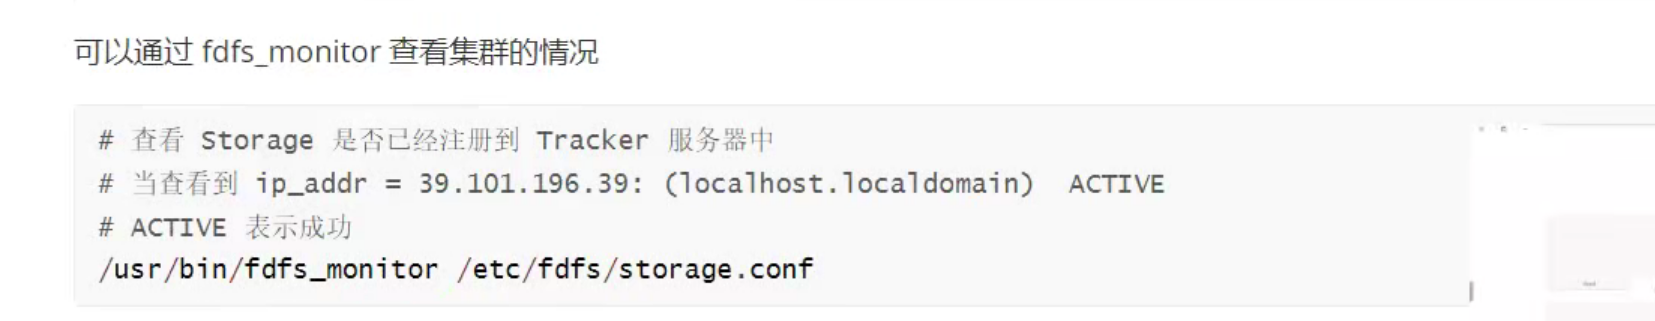 可以通过 fdfs_monitor 查看集群的情况
# 查看 Storage 是否已经注册到 Tracker 服务器中
# 当查看到 ip_addr = 39.101.196.39: (localhost.localdomain)  ACTIVE
# ACTIVE 表示成功
/usr/bin/fdfs_monitor /etc/fdfs/storage.conf